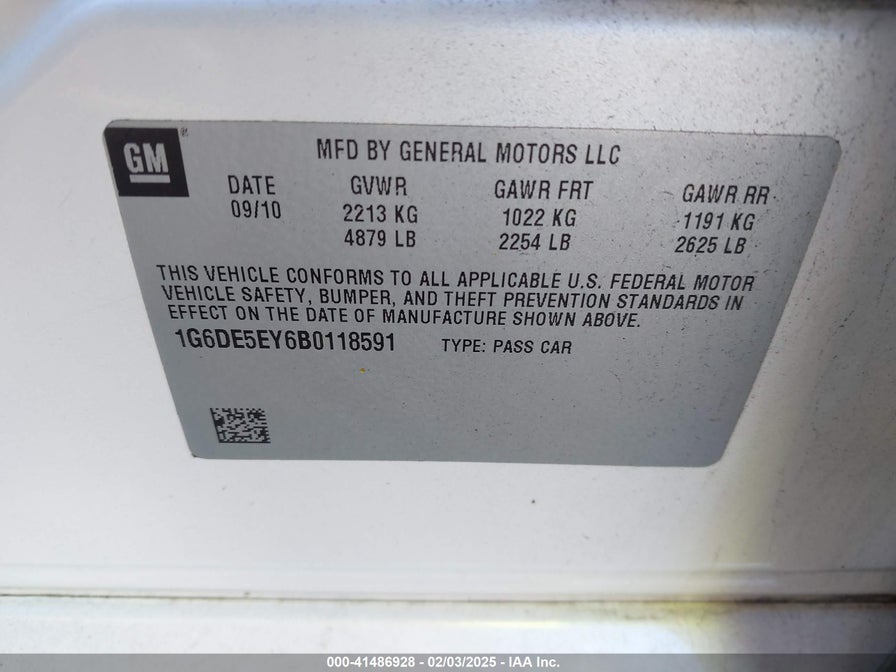 GM
MFD BY GENERAL MOTORS LLC
DATE GVWR GAWR FRT GAWR RR
09/10 2213 KG 1022 KG 1191 KG
4879 LB 2254 LB 2625 LB
THIS VEHICLE CONFORMS TO ALL APPLICABLE U.S. FEDERAL MOTOR
VEHICLE SAFETY, BUMPER, AND THEFT PREVENTION STANDARDS IN
EFFECT ON THE DATE OF MANUFACTURE SHOWN ABOVE.
1G6DE5EY6B0118591 TYPE: PASS CAR
000-41486928 - 02/03/2025 - IAA Inc.